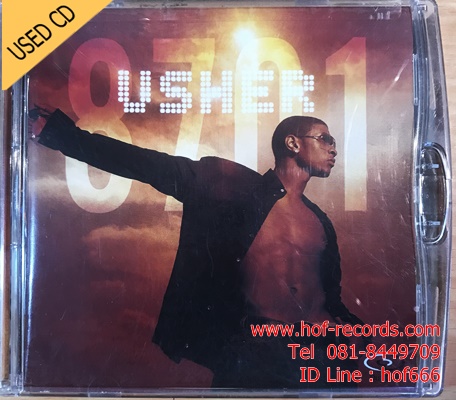 USED CD
8701
USHER
www.hof-records.com
Tel 081-8449709
ID Line : hof666